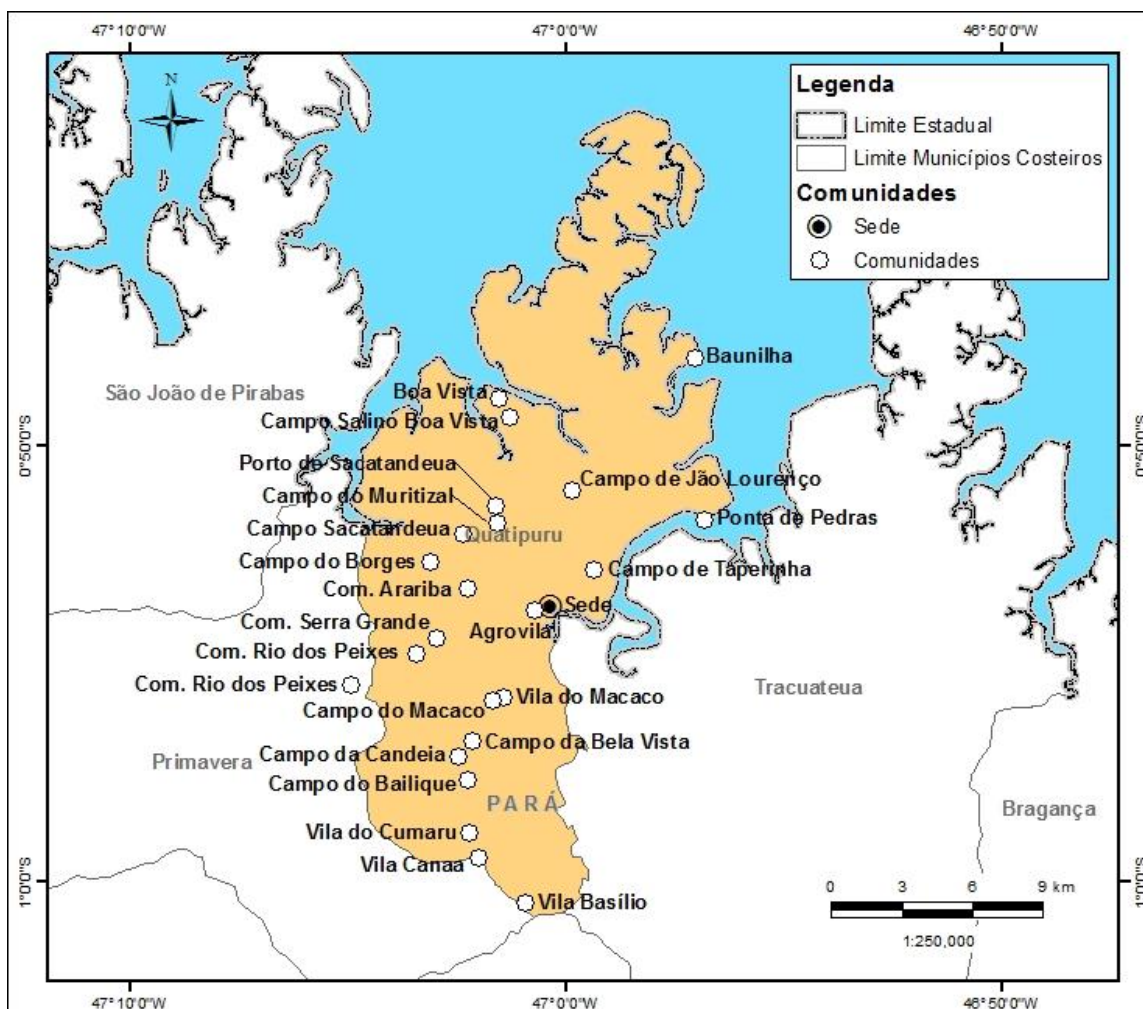 47°10'0"W
47°0'0"W
46°50'0"W
N
Legenda
Limite Estadual
Limite Municípios Costeiros
Comunidades
Sede
Comunidades
Baunilha
São João de Pirabas
Boa Vista
Campo Salino Boa Vista
0°50'0"S
0°50'0"S
Porto de Sacatandeua
Campo de Jão Lourenço
Campo do Muritizal
Ponta de Pedras
Campo Sacatandeua
Quatipuru
Campo do Borges
Campo de Taperinha
Com. Arariba
Sede
Com. Serra Grande
Agrovila
Com. Rio dos Peixes
Com. Rio dos Peixes
Tracuateua
Vila do Macaco
Campo do Macaco
Campo da Bela Vista
Campo da Candeia
Primavera
Campo do Bailique
PARÁ
Bragança
Vila do Cumaru
Vila Canaa
1°0'0"S
1°0'0"S
Vila Basílio
0 3 6 9 km
1:250,000
47°10'0"W
47°0'0"W
46°50'0"W